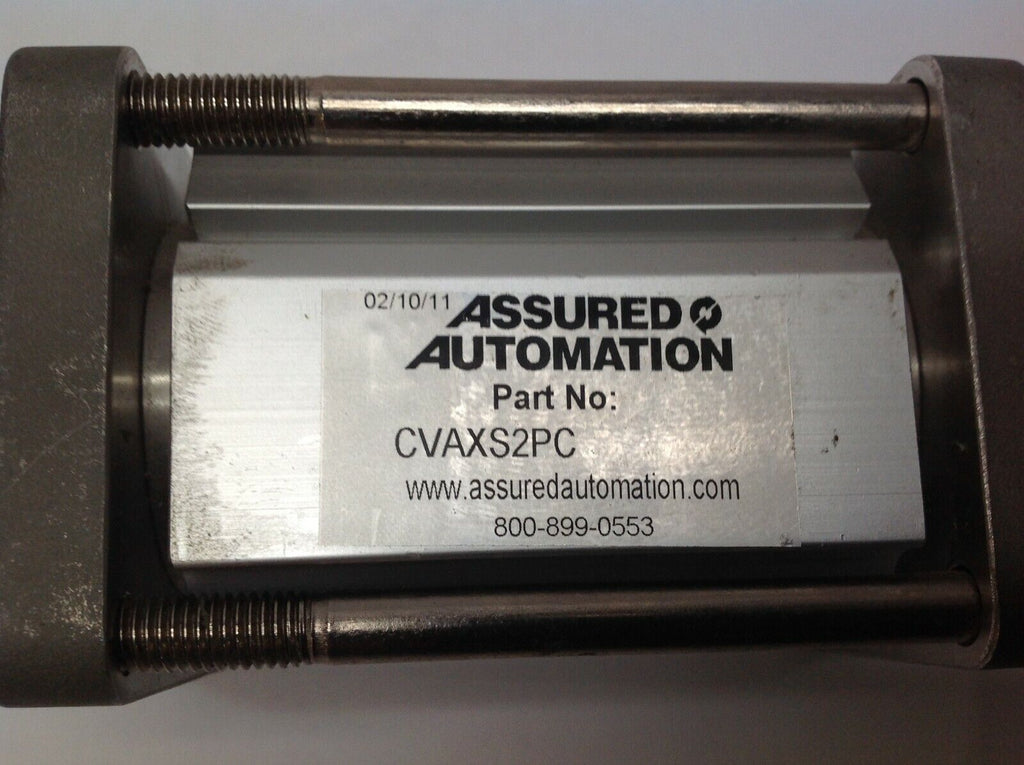 02/10/11 ASSURED
AUTOMATION
Part No:
CVAXS2PC
www.assuredautomation.com
800-899-0553